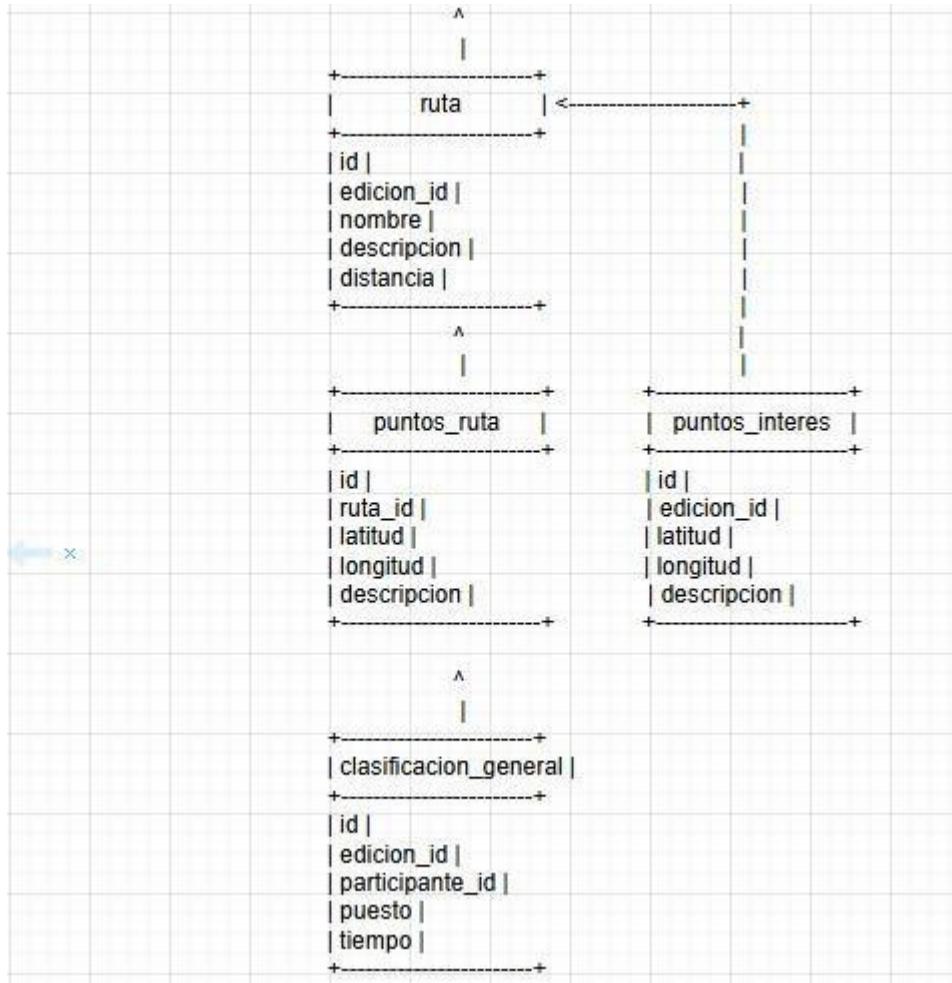 ^
|
+-----------------------+
| ruta | <--------------------+
+-----------------------+ |
| id | |
| edicion_id | |
| nombre | |
| descripcion | |
| distancia | |
+-----------------------+ |
^ |
| |
+------------------------+ +-----------------------+
| puntos_ruta | | puntos_interes |
+------------------------+ +-----------------------+
| id | | id |
| ruta_id | | edicion_id |
| latitud | | latitud |
| longitud | | longitud |
| descripcion | | descripcion |
+------------------------+ +-----------------------+
^
|
+-----------------------+
| clasificacion_general |
+-----------------------+
| id |
| edicion_id |
| participante_id |
| puesto |
| tiempo |
+-----------------------+